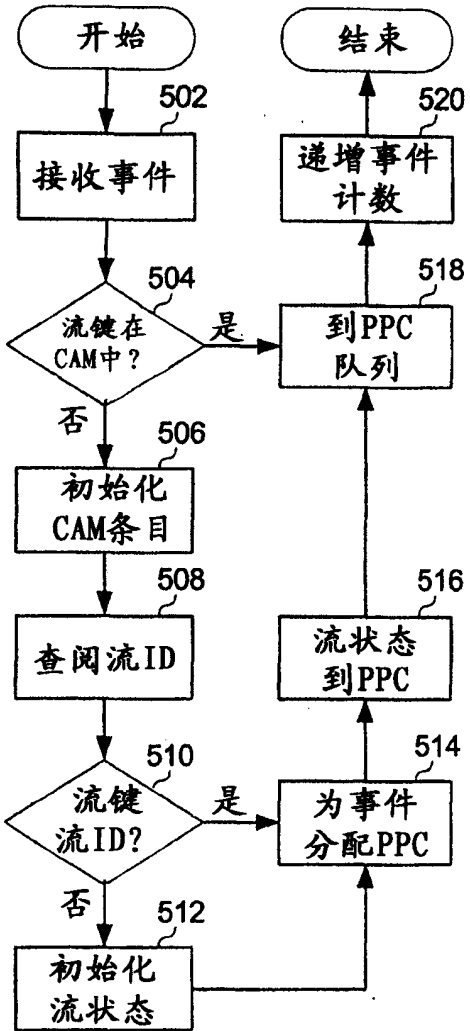 开始
502
接收事件
504
流键在
CAM中？
是
否
506
初始化
CAM条目
508
查阅流ID
510
流键
流ID？
是
否
512
初始化
流状态
514
为事件
分配PPC
516
流状态
到PPC
518
到PPC
队列
520
递增事件
计数
结束